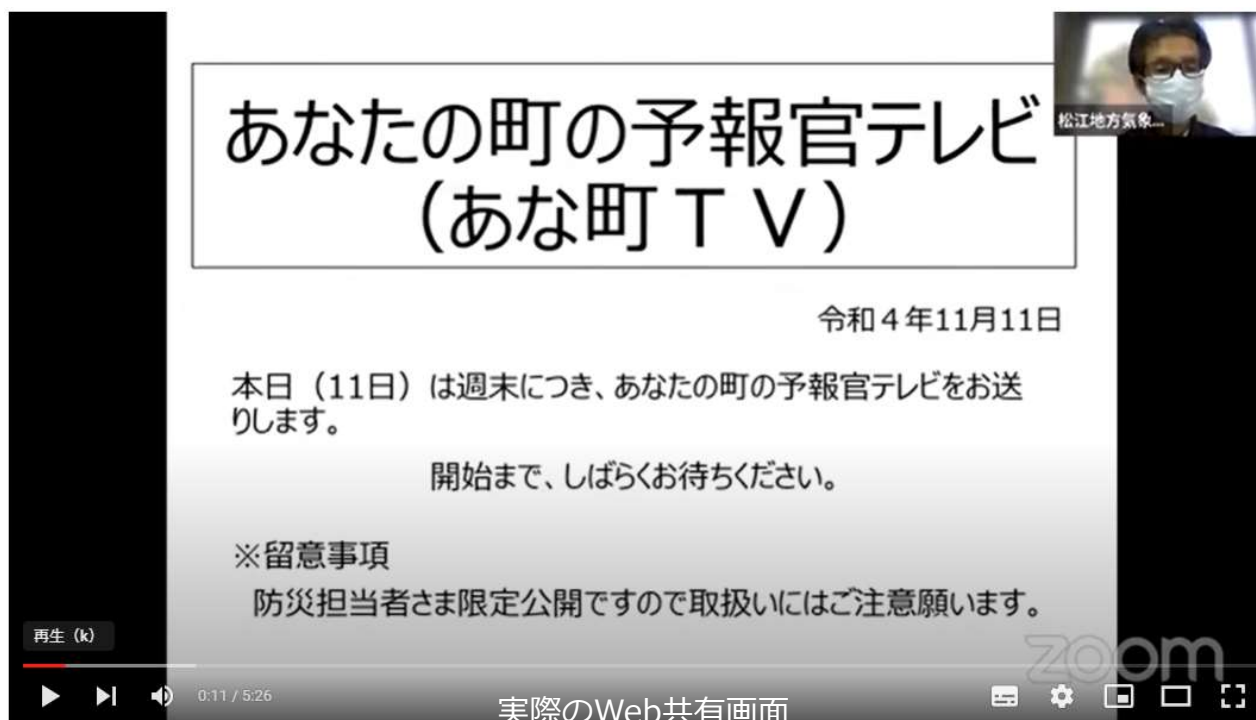 あなたの町の予報官テレビ
（あな町ＴＶ）
松江地方気象...
令和４年11月11日
本日（11日）は週末につき、あなたの町の予報官テレビをお送
りします。
開始まで、しばらくお待ちください。
※留意事項
防災担当者さま限定公開ですので取扱いにはご注意願います。
再生（k）
zoom
0:11 / 5:26
実際のWeb共有画面